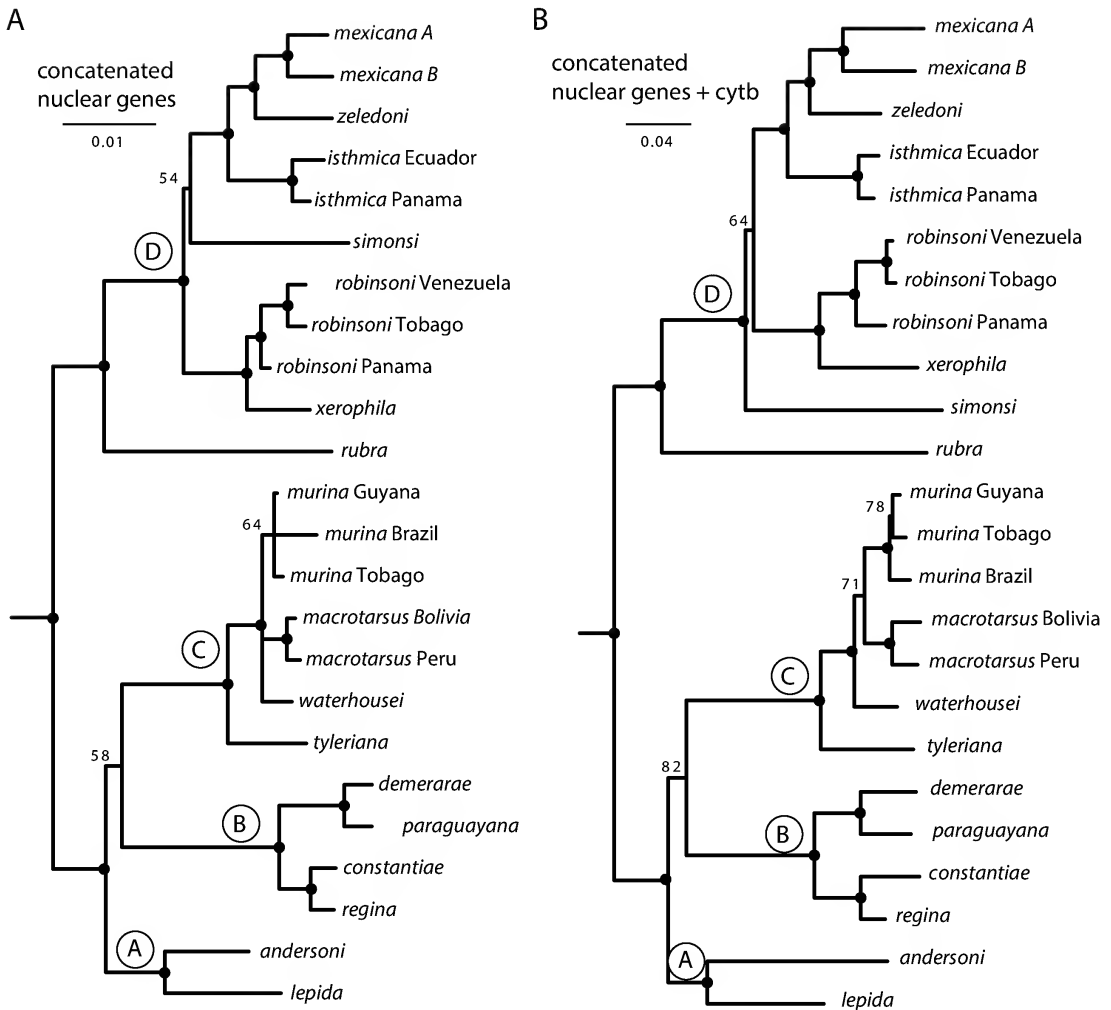 A
concatenated
nuclear genes
0.01
mexicana A
mexicana B
zeledoni
isthmica Ecuador
54
isthmica Panama
simonsi
D
robinsoni Venezuela
robinsoni Tobago
robinsoni Panama
xerophila
rubra
murina Guyana
64
murina Brazil
murina Tobago
macrotarsus Bolivia
C
macrotarsus Peru
waterhousei
tyleriana
58
demerarae
B
paraguayana
constantiae
regina
A
andersoni
lepida
B
concatenated
nuclear genes + cytb
0.04
mexicana A
mexicana B
zeledoni
isthmica Ecuador
isthmica Panama
64
robinsoni Venezuela
robinsoni Tobago
D
robinsoni Panama
xerophila
simonsi
rubra
murina Guyana
78
murina Tobago
murina Brazil
71
macrotarsus Bolivia
macrotarsus Peru
C
waterhousei
tyleriana
82
demerarae
B
paraguayana
constantiae
regina
A
andersoni
lepida